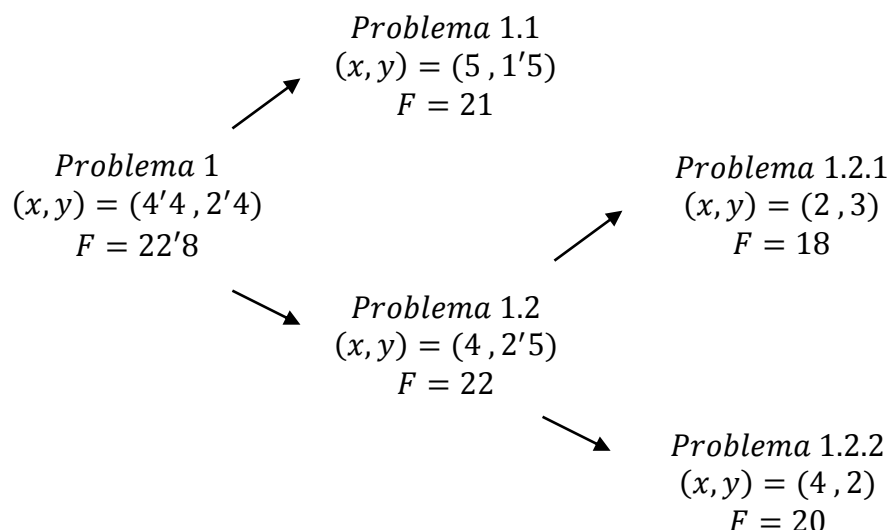 Problema 1.1
(x, y) = (5 , 1′5)
F = 21
Problema 1
(x, y) = (4′4 , 2′4)
F = 22′8
Problema 1.2.1
(x, y) = (2 , 3)
F = 18
Problema 1.2
(x, y) = (4 , 2′5)
F = 22
Problema 1.2.2
(x, y) = (4 , 2)
F = 20